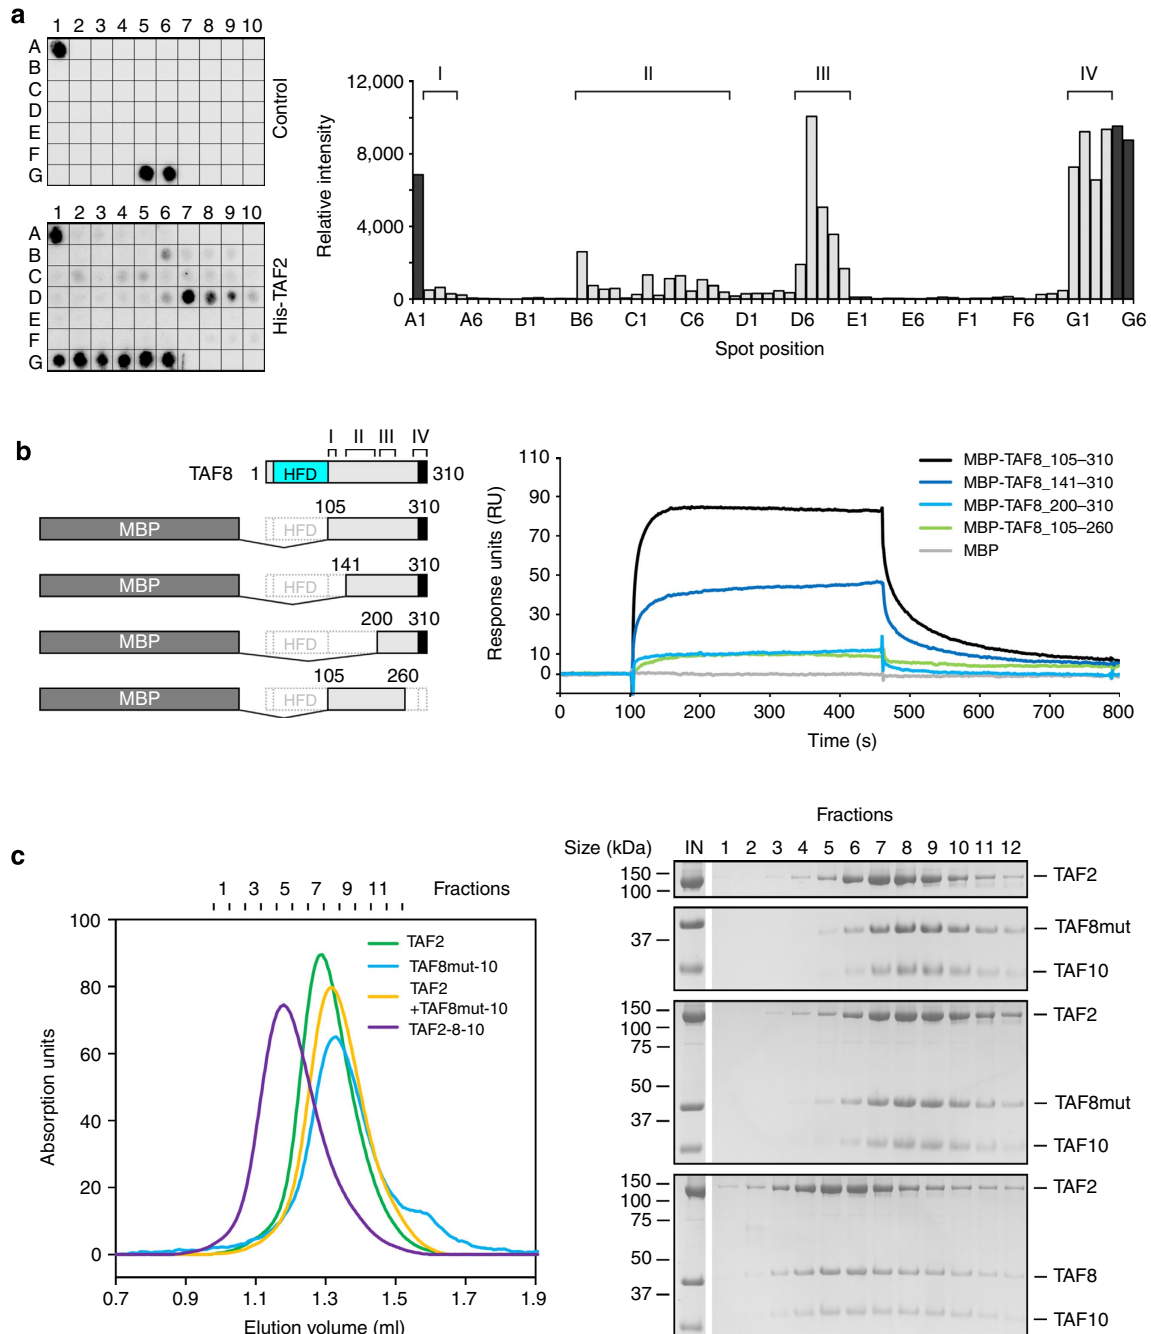 a
1 2 3 4 5 6 7 8 9 10
A
B
C
D
E
F
G
Control
1 2 3 4 5 6 7 8 9 10
A
B
C
D
E
F
G
His-TAF2
I II III IV
12,000
8,000
4,000
0
Relative intensity
A1 A6 B1 B6 C1 C6 D1 D6 E1 E6 F1 F6 G1 G6
Spot position
b
I II III IV
TAF8 1 HFD 310
105 310
MBP HFD
141 310
MBP HFD
200 310
MBP HFD
105 260
MBP HFD
110
90
70
50
30
10
0
Response units (RU)
MBP-TAF8_105–310
MBP-TAF8_141–310
MBP-TAF8_200–310
MBP-TAF8_105–260
MBP
0 100 200 300 400 500 600 700 800
Time (s)
c
1 3 5 7 9 11 Fractions
100
80
60
40
20
0
Absorption units
TAF2
TAF8mut-10
TAF2
+TAF8mut-10
TAF2-8-10
0.7 0.9 1.1 1.3 1.5 1.7 1.9
Elution volume (ml)
Fractions
Size (kDa) IN 1 2 3 4 5 6 7 8 9 10 11 12
150
100
TAF2
37
TAF8mut
TAF10
150
100
75
50
37
TAF2
TAF8mut
TAF10
150
100
75
50
37
TAF2
TAF8
TAF10